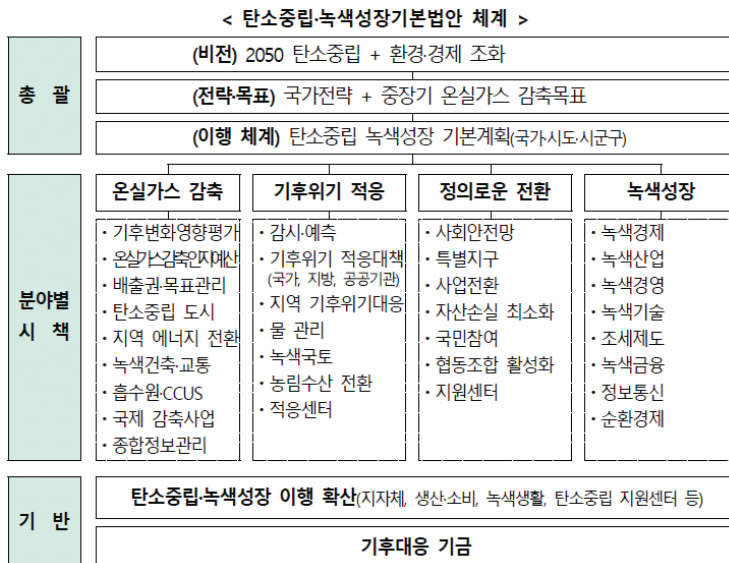 < 탄소중립·녹색성장기본법안 체계 >
총 괄
(비전) 2050 탄소중립 + 환경·경제 조화
(전략·목표) 국가전략 + 중장기 온실가스 감축목표
(이행 체계) 탄소중립 녹색성장 기본계획(국가·시도·시군구)
분야별
시 책
온실가스 감축
· 기후변화영향평가
· 온실가스감축인지예산
· 배출권·목표관리
· 탄소중립 도시
· 지역 에너지 전환
· 녹색건축·교통
· 흡수원·CCUS
· 국제 감축사업
· 종합정보관리
기후위기 적응
· 감시·예측
· 기후위기 적응대책
(국가, 지방, 공공기관)
· 지역 기후위기대응
· 물 관리
· 녹색국토
· 농림수산 전환
· 적응센터
정의로운 전환
· 사회안전망
· 특별지구
· 사업전환
· 자산손실 최소화
· 국민참여
· 협동조합 활성화
· 지원센터
녹색성장
· 녹색경제
· 녹색산업
· 녹색경영
· 녹색기술
· 조세제도
· 녹색금융
· 정보통신
· 순환경제
기 반
탄소중립·녹색성장 이행 확산(지자체, 생산·소비, 녹색생활, 탄소중립 지원센터 등)
기후대응 기금